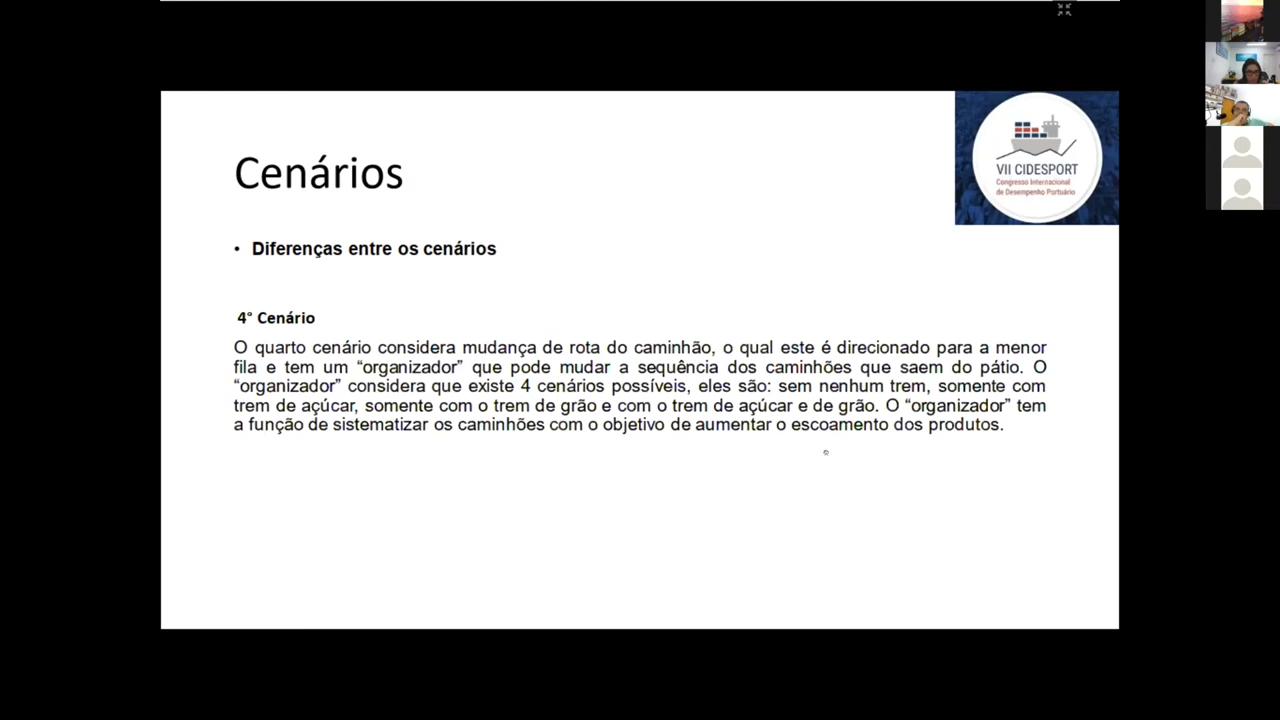 Cenários
VII CIDESPORT
Congresso Internacional
de Desempenho Portuário
• Diferenças entre os cenários
4° Cenário
O quarto cenário considera mudança de rota do caminhão, o qual este é direcionado para a menor
fila e tem um “organizador” que pode mudar a sequência dos caminhões que saem do pátio. O
“organizador” considera que existe 4 cenários possíveis, eles são: sem nenhum trem, somente com
trem de açúcar, somente com o trem de grão e com o trem de açúcar e de grão. O “organizador” tem
a função de sistematizar os caminhões com o objetivo de aumentar o escoamento dos produtos.